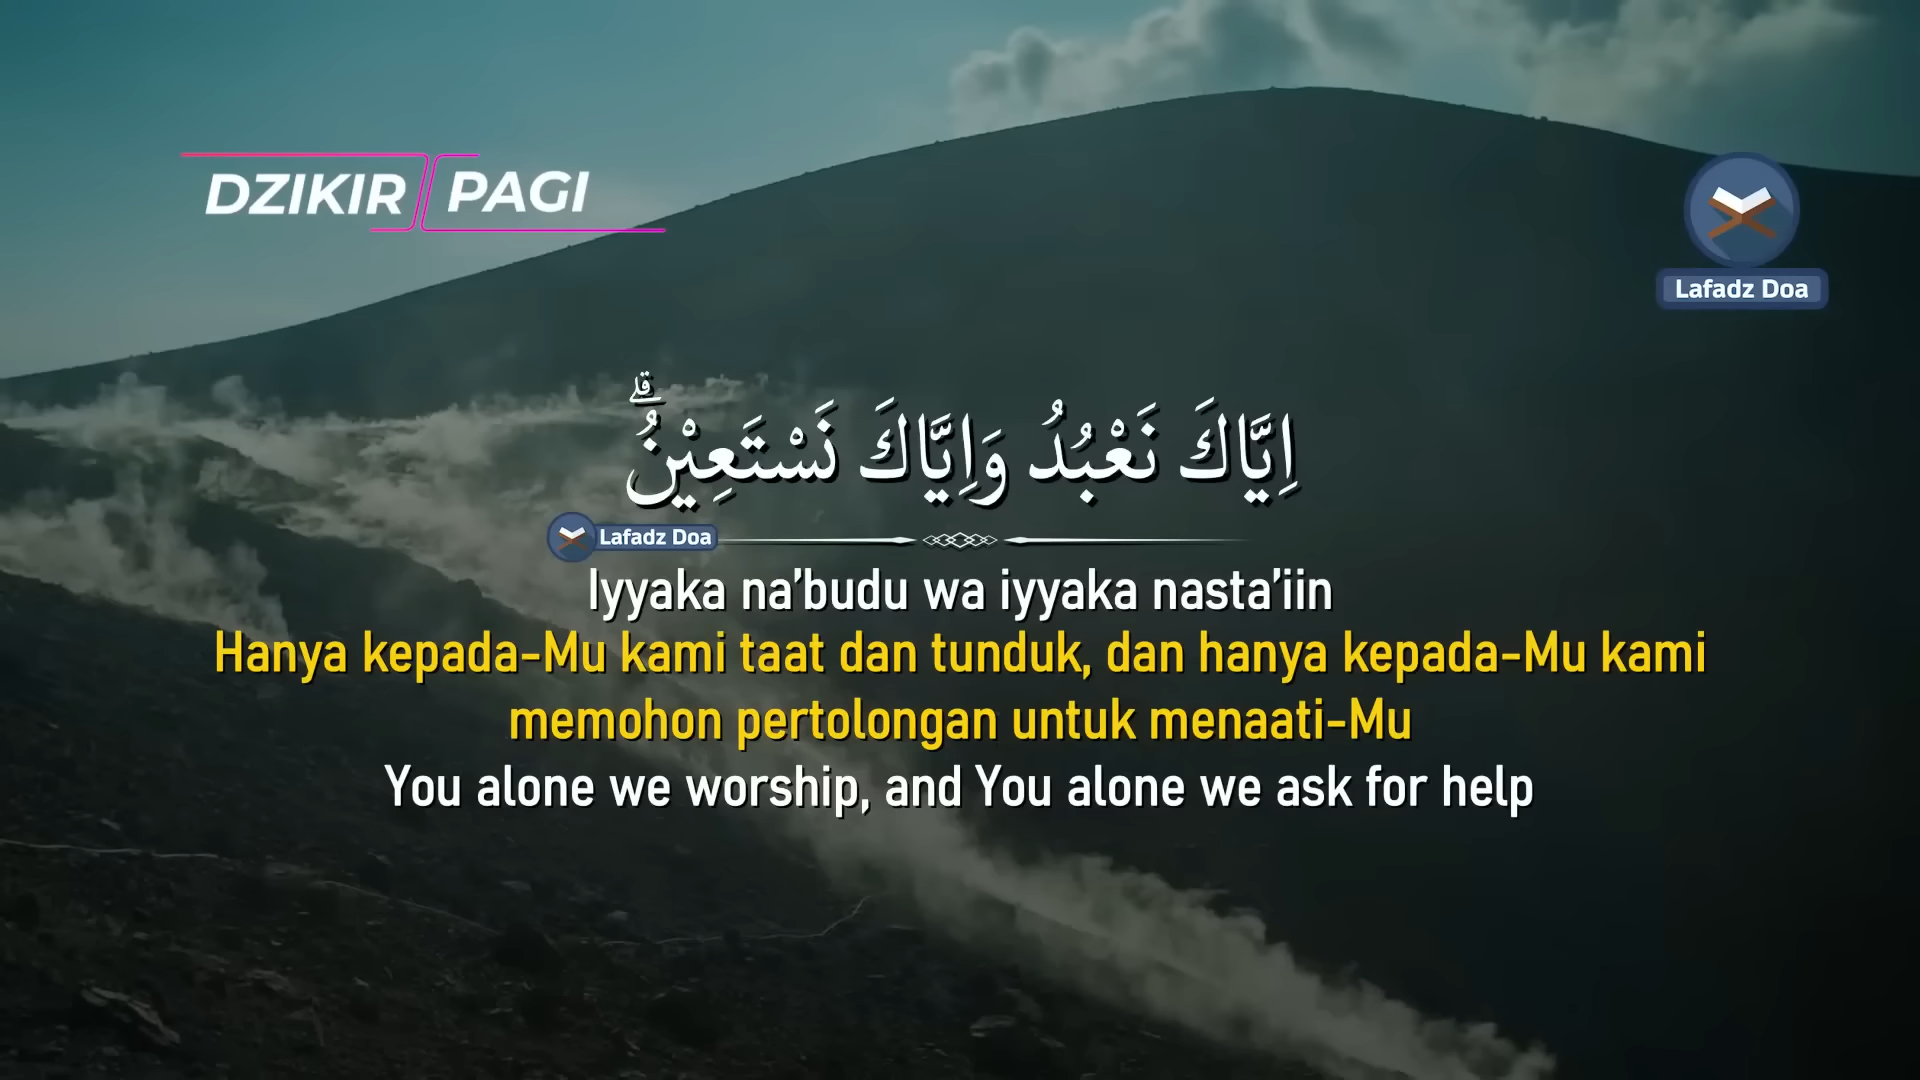 DZIKIR PAGI
Lafadz Doa
اِيَّاكَ نَعْبُدُ وَاِيَّاكَ نَسْتَعِيْنُۗ
Lafadz Doa
Iyyaka na’budu wa iyyaka nasta’iin
Hanya kepada-Mu kami taat dan tunduk, dan hanya kepada-Mu kami
memohon pertolongan untuk menaati-Mu
You alone we worship, and You alone we ask for help